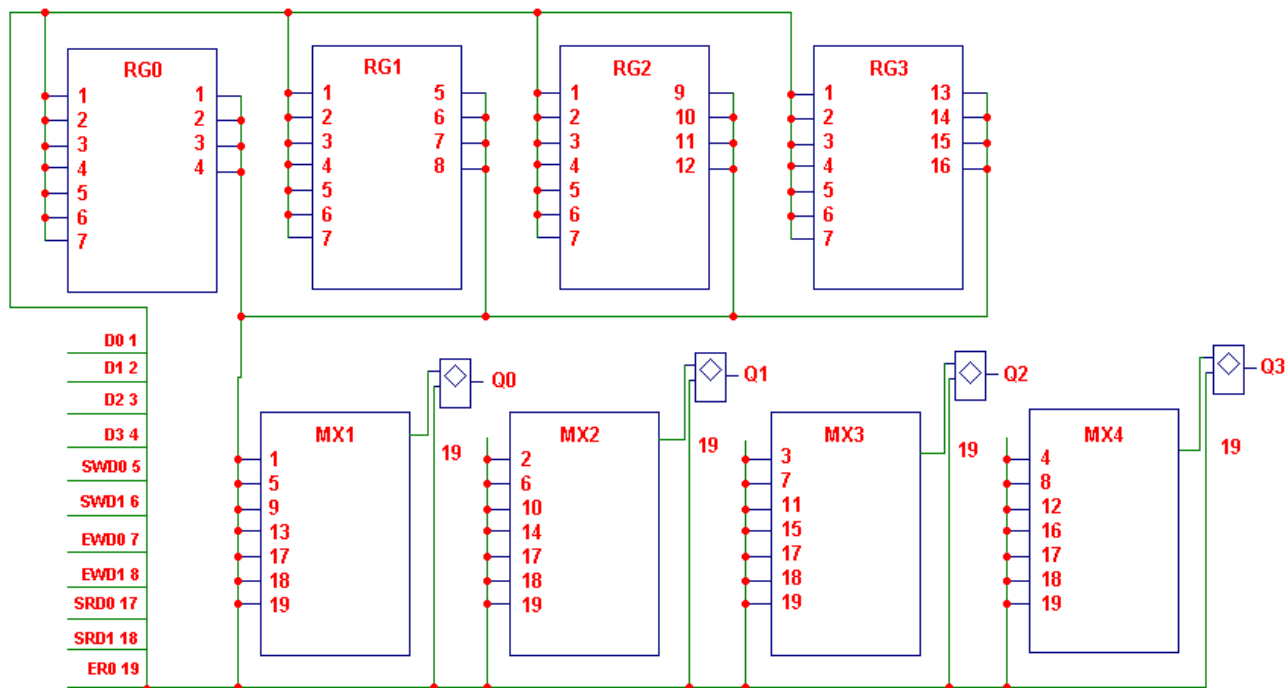 RG0 RG1 RG2 RG3
1 1 1 5 1 9 1 13
2 2 2 6 2 10 2 14
3 3 3 7 3 11 3 15
4 4 4 8 4 12 4 16
5 5 5 5
6 6 6 6
7 7 7 7
D0 1
D1 2
D2 3
D3 4
SWD0 5
SWD1 6
EWD0 7
EWD1 8
SRD0 17
SRD1 18
ER0 19
Q0 Q1 Q2 Q3
MX1 MX2 MX3 MX4
19 19 19 19
1 2 3 4
5 6 7 8
9 10 11 12
13 14 15 16
17 17 17 17
18 18 18 18
19 19 19 19